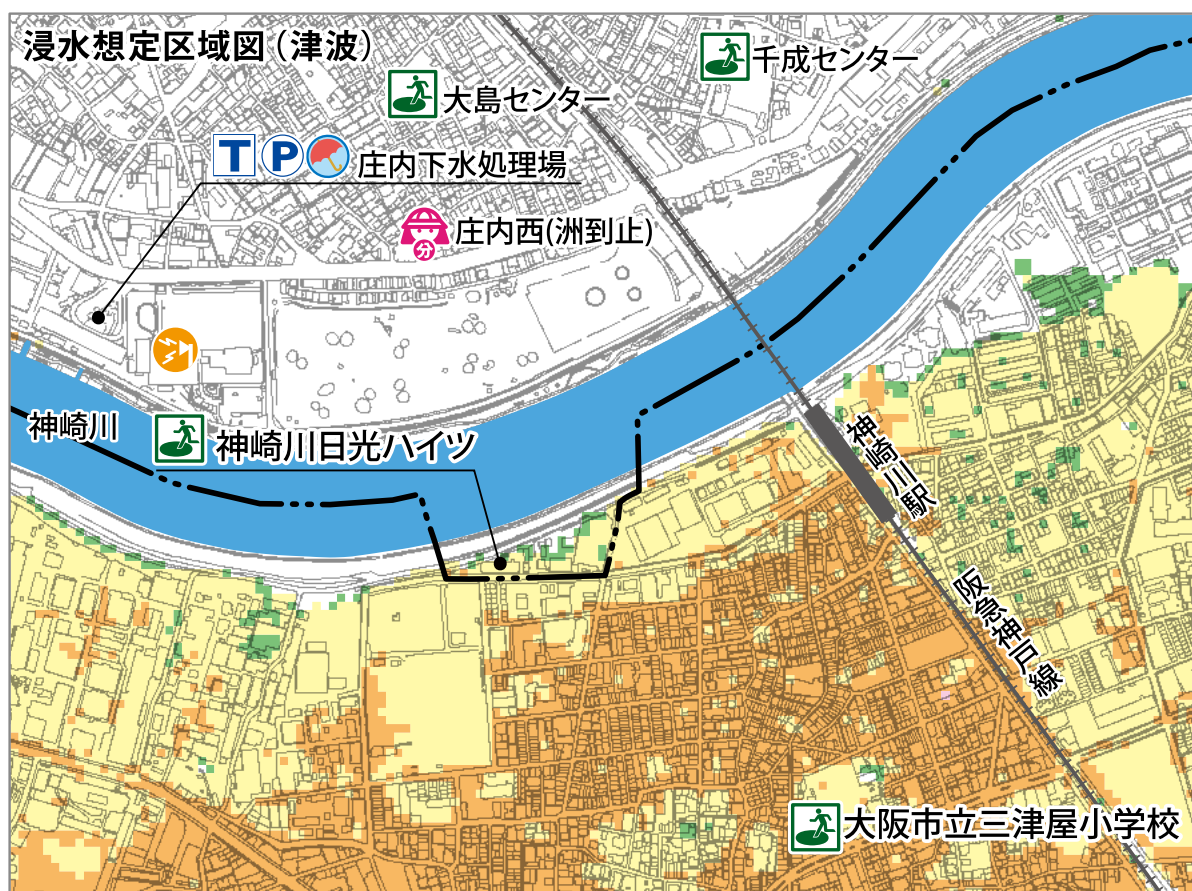 浸水想定区域図（津波）
千成センター
大島センター
T P 庄内下水処理場
庄内西(洲到止)
分
神崎川
神崎川日光ハイツ
神崎川駅
阪急神戸線
大阪市立三津屋小学校